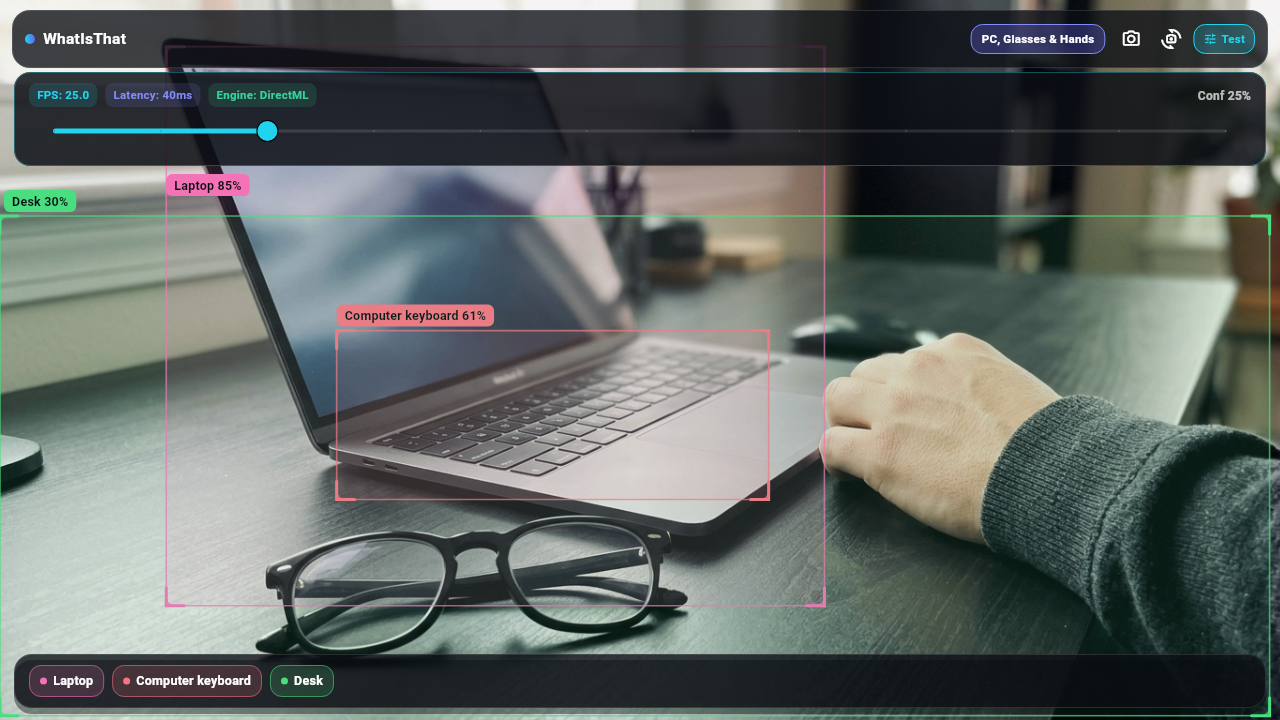 WhatIsThat
PC, Glasses & Hands
Test
FPS: 25.0
Latency: 40ms
Engine: DirectML
Conf 25%
Laptop 85%
Desk 30%
Computer keyboard 61%
Laptop
Computer keyboard
Desk